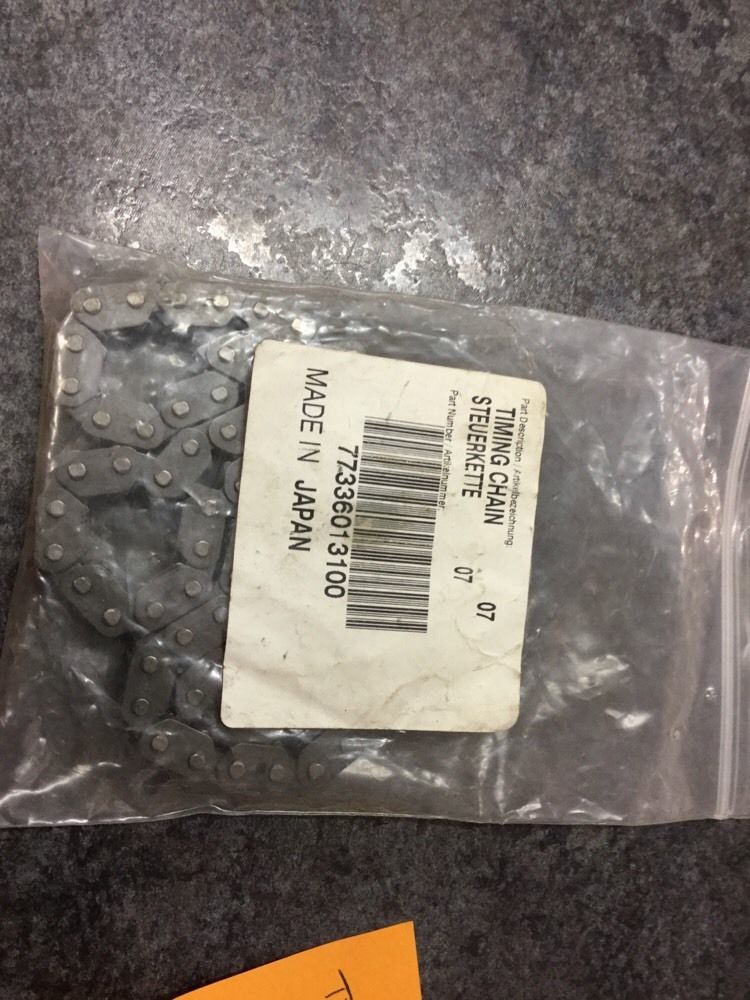 Part Description / Artikelbezeichnung:
TIMING CHAIN 07
STEUERKETTE 07
Part Number / Artikelnummer:
77336013100
MADE IN JAPAN